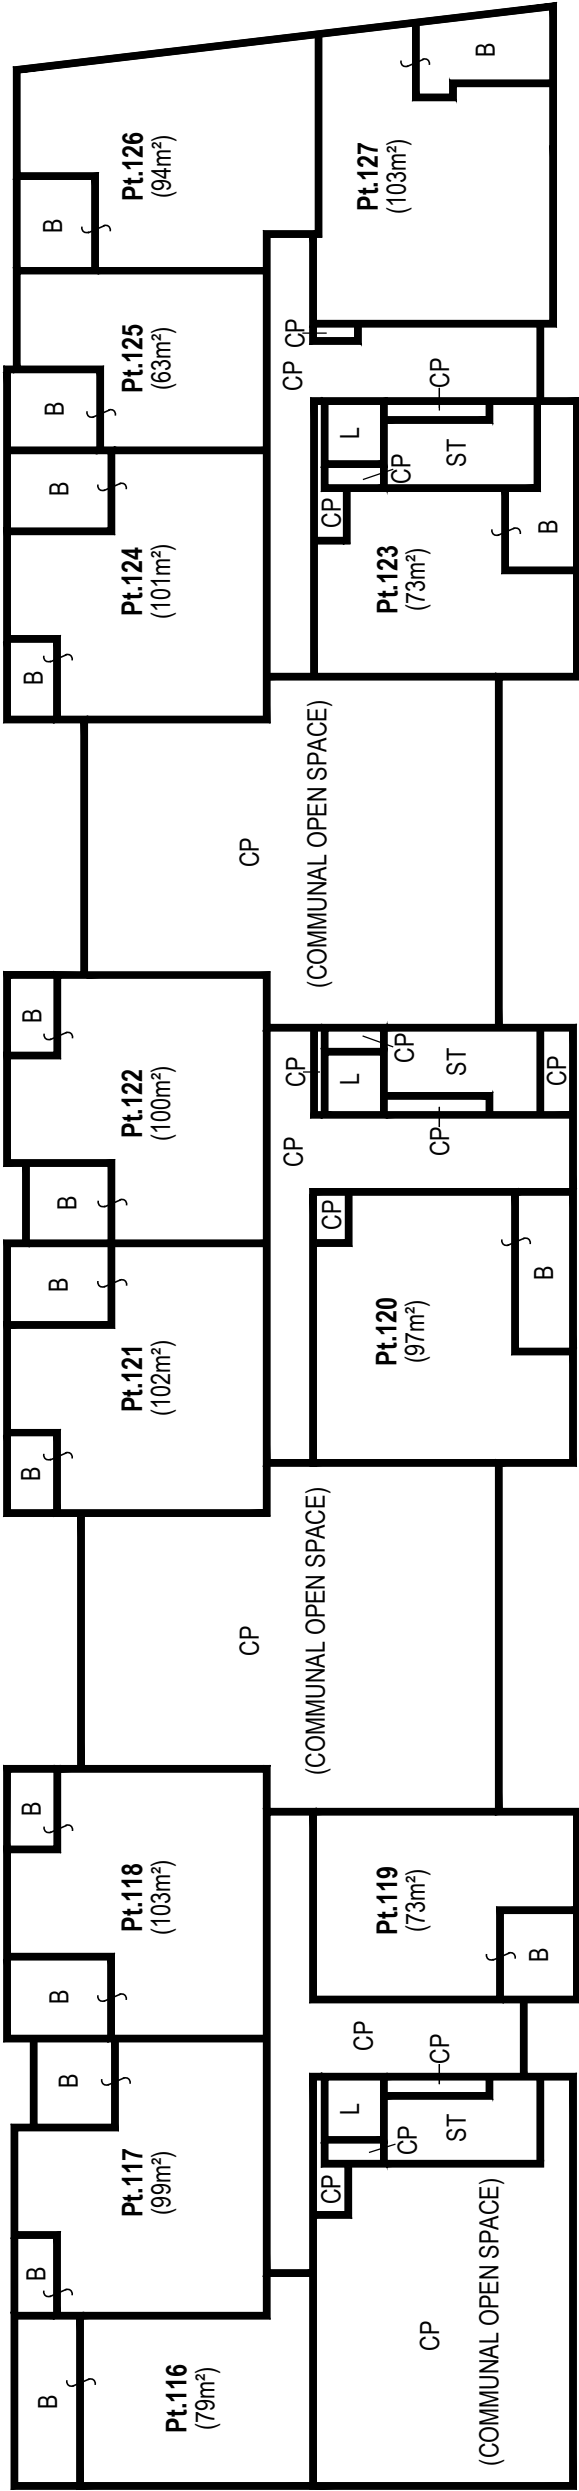 B
Pt.116
(79m²)
B
Pt.117
(99m²)
B
B
Pt.118
(103m²)
B
CP
(COMMUNAL OPEN SPACE)
CP
CP
L
ST
CP
CP
Pt.119
(73m²)
B
CP
(COMMUNAL OPEN SPACE)
B
Pt.121
(102m²)
B
B
Pt.122
(100m²)
B
Pt.120
(97m²)
B
CP
CP
CP
CP
L
CP
ST
CP
CP
(COMMUNAL OPEN SPACE)
B
Pt.124
(101m²)
B
B
Pt.125
(63m²)
B
Pt.126
(94m²)
Pt.123
(73m²)
B
CP
CP
L
ST
CP
CP
CP
Pt.127
(103m²)
B